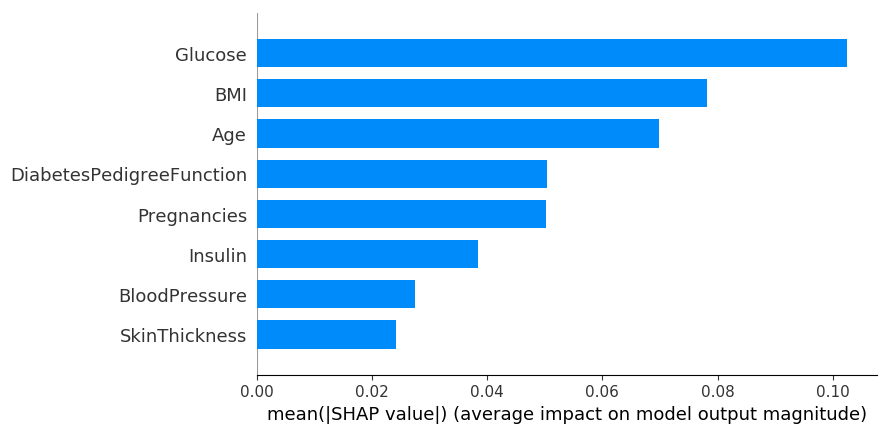 Glucose
BMI
Age
DiabetesPedigreeFunction
Pregnancies
Insulin
BloodPressure
SkinThickness
0.00 0.02 0.04 0.06 0.08 0.10
mean(|SHAP value|) (average impact on model output magnitude)